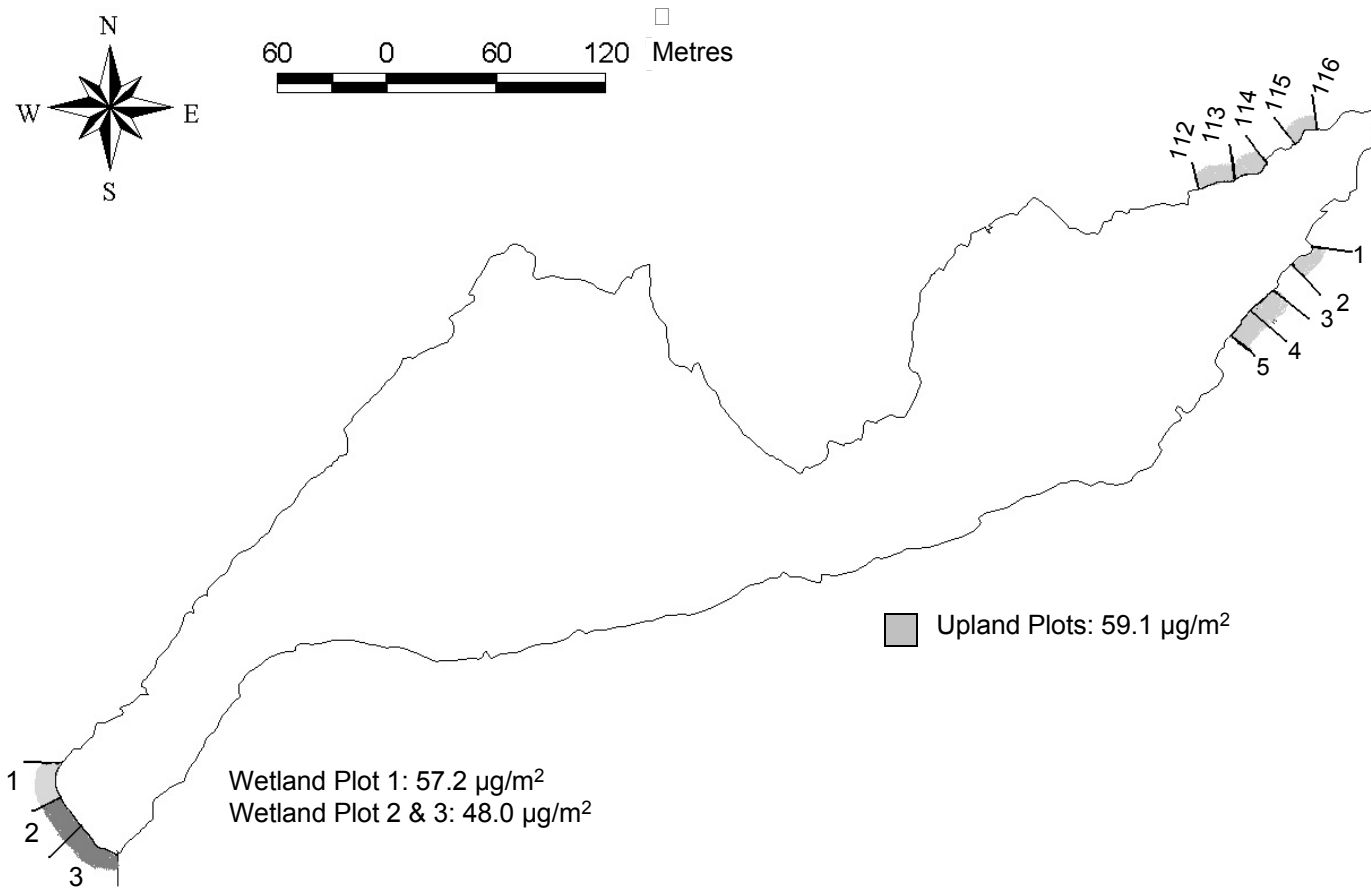 N
W E
S
60 0 60 120 Metres
112 113 114 115 116
1
2
3
4
5
Upland Plots: 59.1 µg/m²
Wetland Plot 1: 57.2 µg/m²
Wetland Plot 2 & 3: 48.0 µg/m²
1
2
3